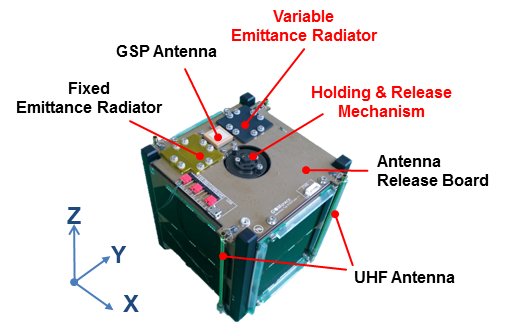 Variable
Emittance Radiator
GSP Antenna
Fixed
Emittance Radiator
Holding & Release
Mechanism
Antenna
Release Board
UHF Antenna
Z
Y
X